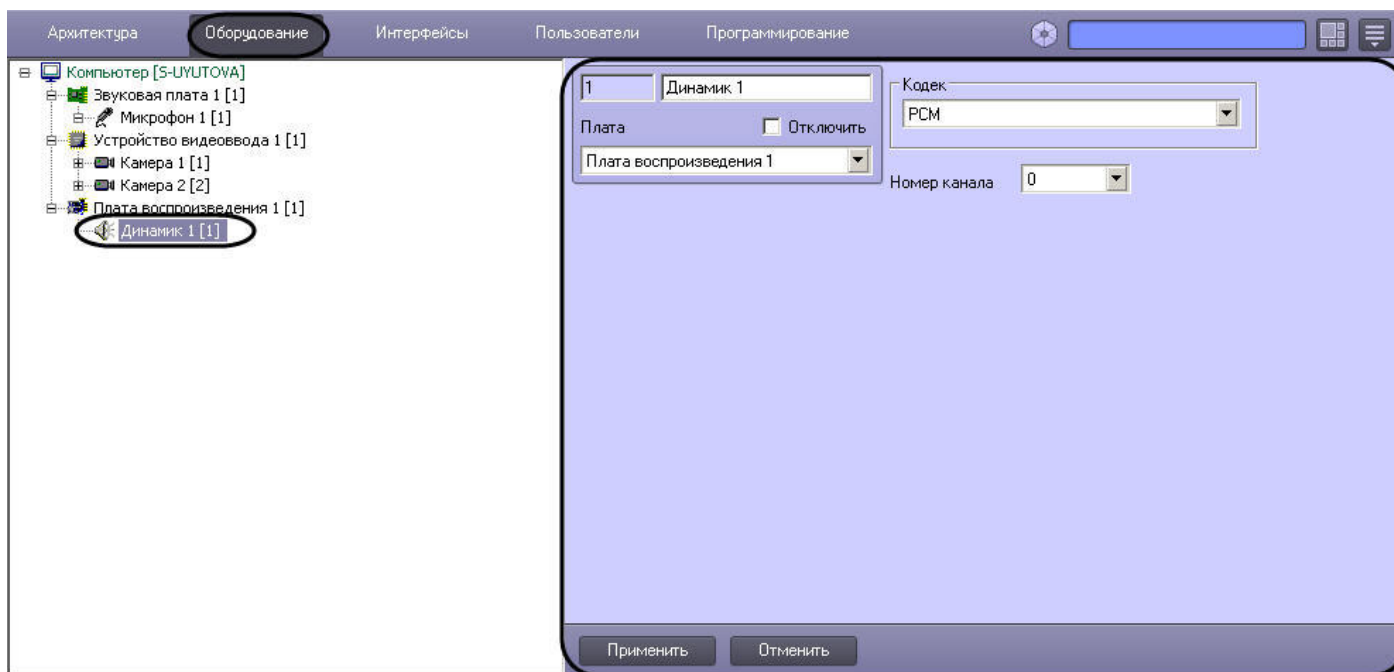 Архитектура Оборудование Интерфейсы Пользователи Программирование
Компьютер [S-UYUTOVA]
Звуковая плата 1 [1]
Микрофон 1 [1]
Устройство видеоввода 1 [1]
Камера 1 [1]
Камера 2 [2]
Плата воспроизведения 1 [1]
Динамик 1 [1]
1 Динамик 1
Плата Отключить
Плата воспроизведения 1
Кодек
PCM
Номер канала 0
Применить Отменить